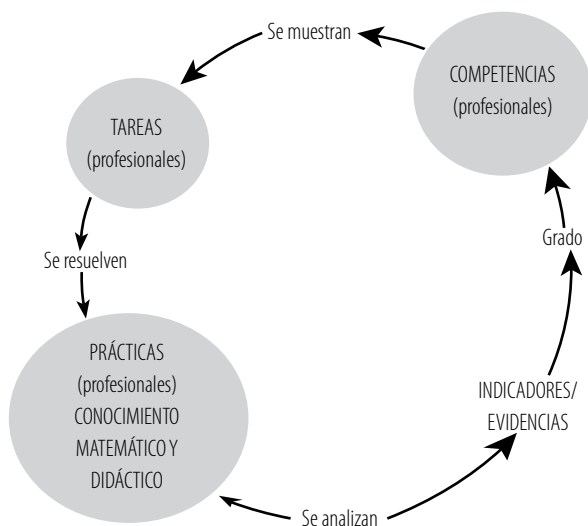 Se muestran
COMPETENCIAS
(profesionales)
TAREAS
(profesionales)
Se resuelven
Grado
PRÁCTICAS
(profesionales)
CONOCIMIENTO
MATEMÁTICO Y
DIDÁCTICO
INDICADORES/
EVIDENCIAS
Se analizan